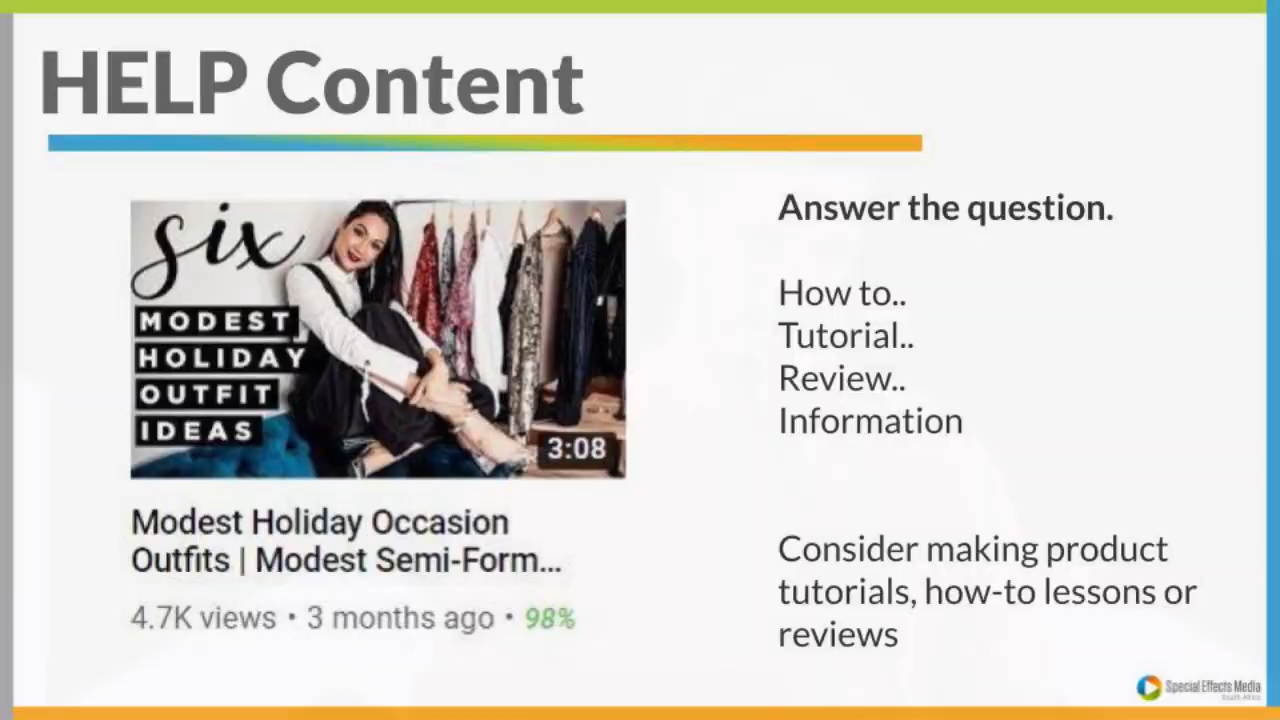 HELP Content
six
MODEST
HOLIDAY
OUTFIT
IDEAS
3:08
Modest Holiday Occasion
Outfits | Modest Semi-Form...
4.7K views • 3 months ago • 98%
Answer the question.
How to..
Tutorial..
Review..
Information
Consider making product
tutorials, how-to lessons or
reviews
Special Effects Media
South Africa